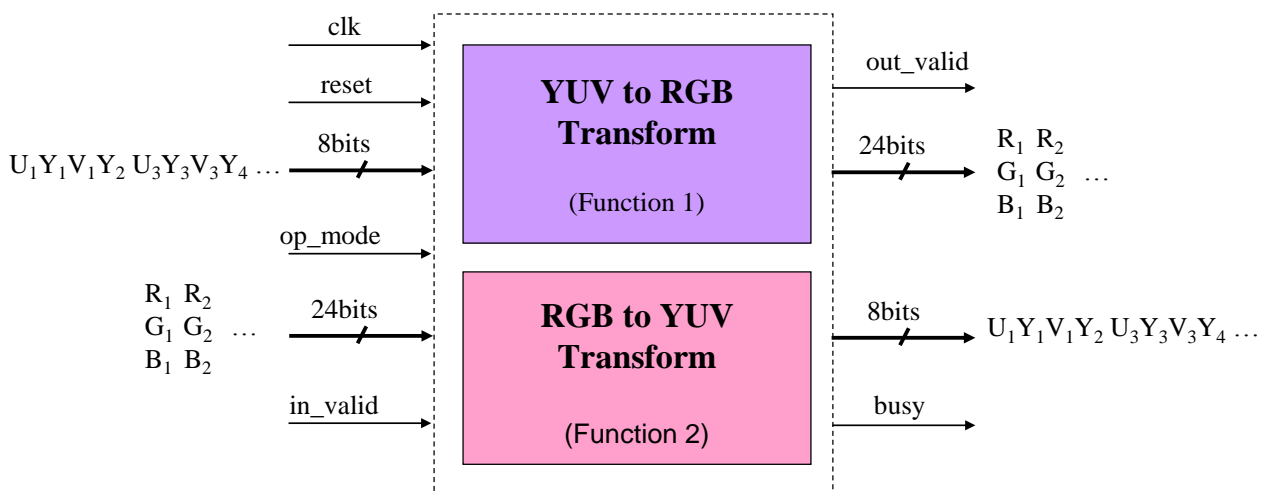 clk
reset
8bits
U₁Y₁V₁Y₂ U₃Y₃V₃Y₄ …
op_mode
R₁ R₂
G₁ G₂ …
B₁ B₂
24bits
in_valid
YUV to RGB
Transform
(Function 1)
RGB to YUV
Transform
(Function 2)
out_valid
24bits
R₁ R₂
G₁ G₂ …
B₁ B₂
8bits
U₁Y₁V₁Y₂ U₃Y₃V₃Y₄ …
busy